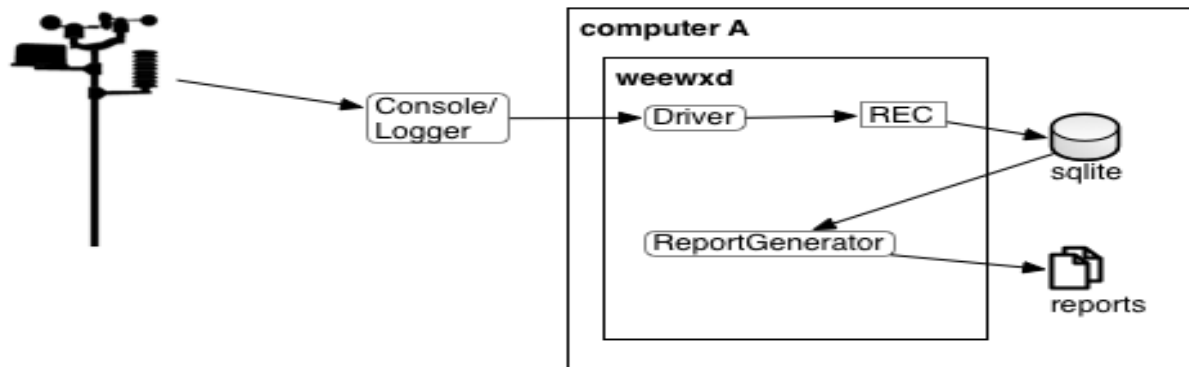 computer A
weewxd
Console/
Logger
Driver
REC
sqlite
ReportGenerator
reports